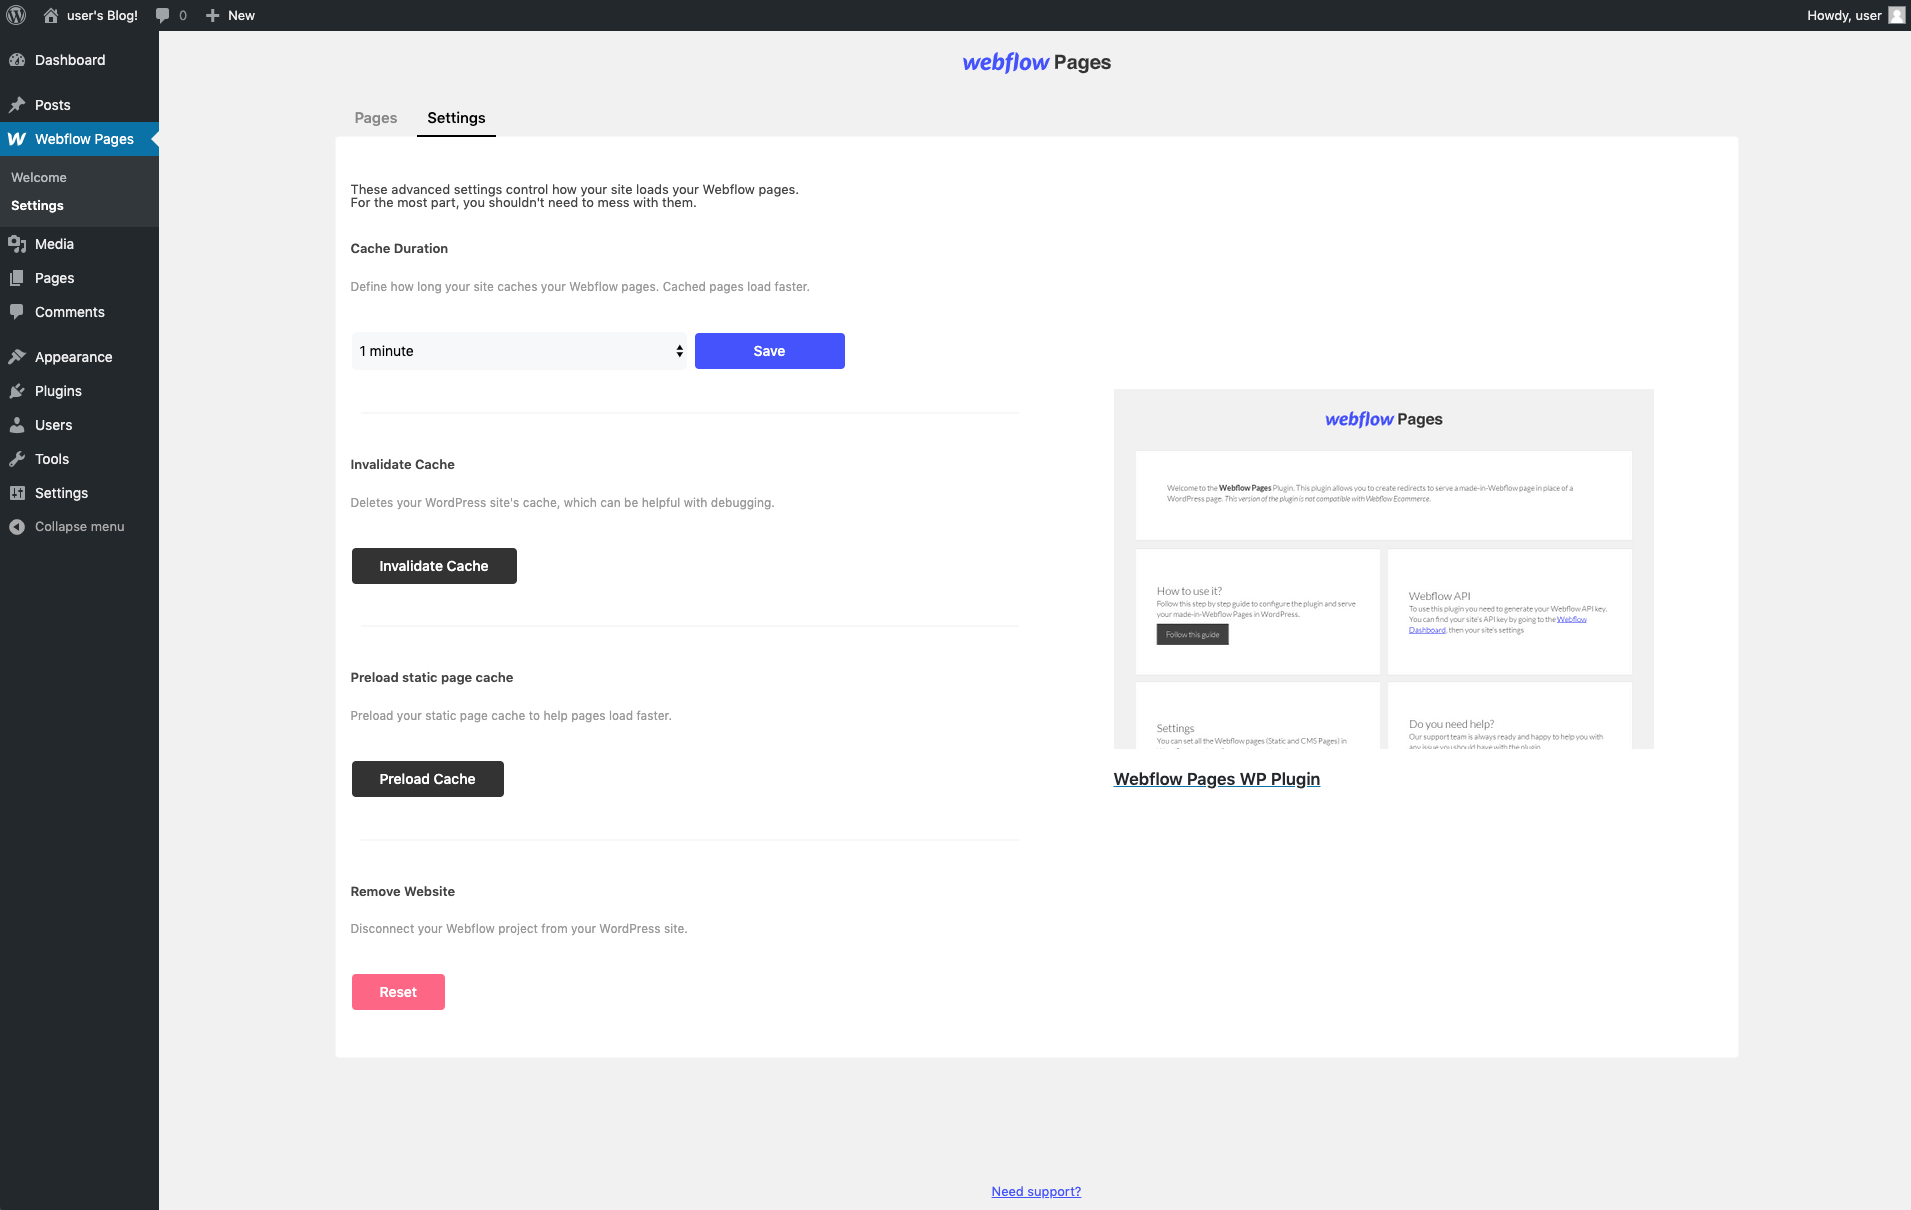 user's Blog!
0
New
Howdy, user
Dashboard
Posts
Webflow Pages
Welcome
Settings
Media
Pages
Comments
Appearance
Plugins
Users
Tools
Settings
Collapse menu
webflow Pages
Pages
Settings
These advanced settings control how your site loads your Webflow pages.
For the most part, you shouldn't need to mess with them.
Cache Duration
Define how long your site caches your Webflow pages. Cached pages load faster.
1 minute
Save
Invalidate Cache
Deletes your WordPress site's cache, which can be helpful with debugging.
Invalidate Cache
Preload static page cache
Preload your static page cache to help pages load faster.
Preload Cache
Remove Website
Disconnect your Webflow project from your WordPress site.
Reset
webflow Pages
Welcome to the Webflow Pages Plugin. This plugin allows you to create redirects to serve a made-in-Webflow page in place of a
WordPress page. This version of the plugin is not compatible with Webflow Ecommerce.
How to use it?
Follow this step by step guide to configure the plugin and serve
your made-in-Webflow Pages in WordPress.
Follow this guide
Webflow API
To use this plugin you need to generate your Webflow API key.
You can find your site's API key by going to the Webflow
Dashboard, then your site's settings
Settings
You can set all the Webflow pages (Static and CMS Pages) in
Do you need help?
Our support team is always ready and happy to help you with
any issue you should have with the plugin
Webflow Pages WP Plugin
Need support?